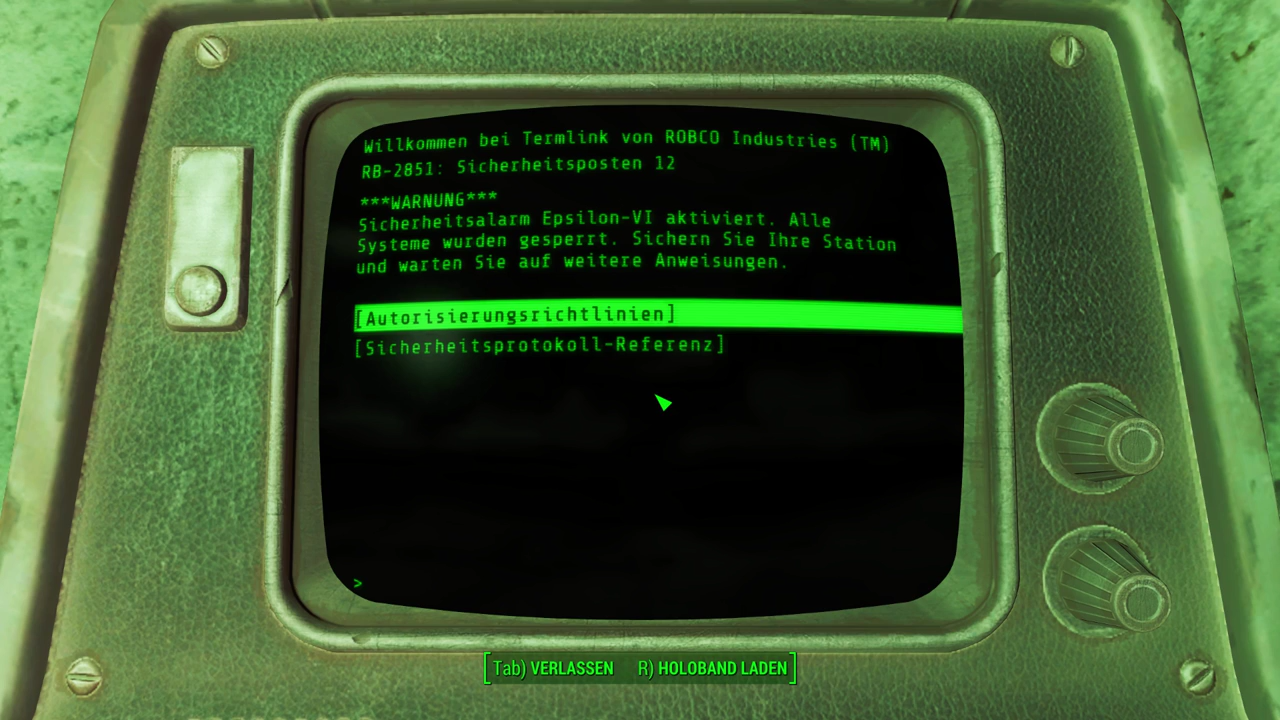 Willkommen bei Termlink von ROBCO Industries (TM)
RB-2851: Sicherheitsposten 12
***WARNUNG***
Sicherheitsalarm Epsilon-VI aktiviert. Alle
Systeme wurden gesperrt. Sichern Sie Ihre Station
und warten Sie auf weitere Anweisungen.
[Autorisierungsrichtlinien]
[Sicherheitsprotokoll-Referenz]
>
[Tab) VERLASSEN R) HOLOBAND LADEN]